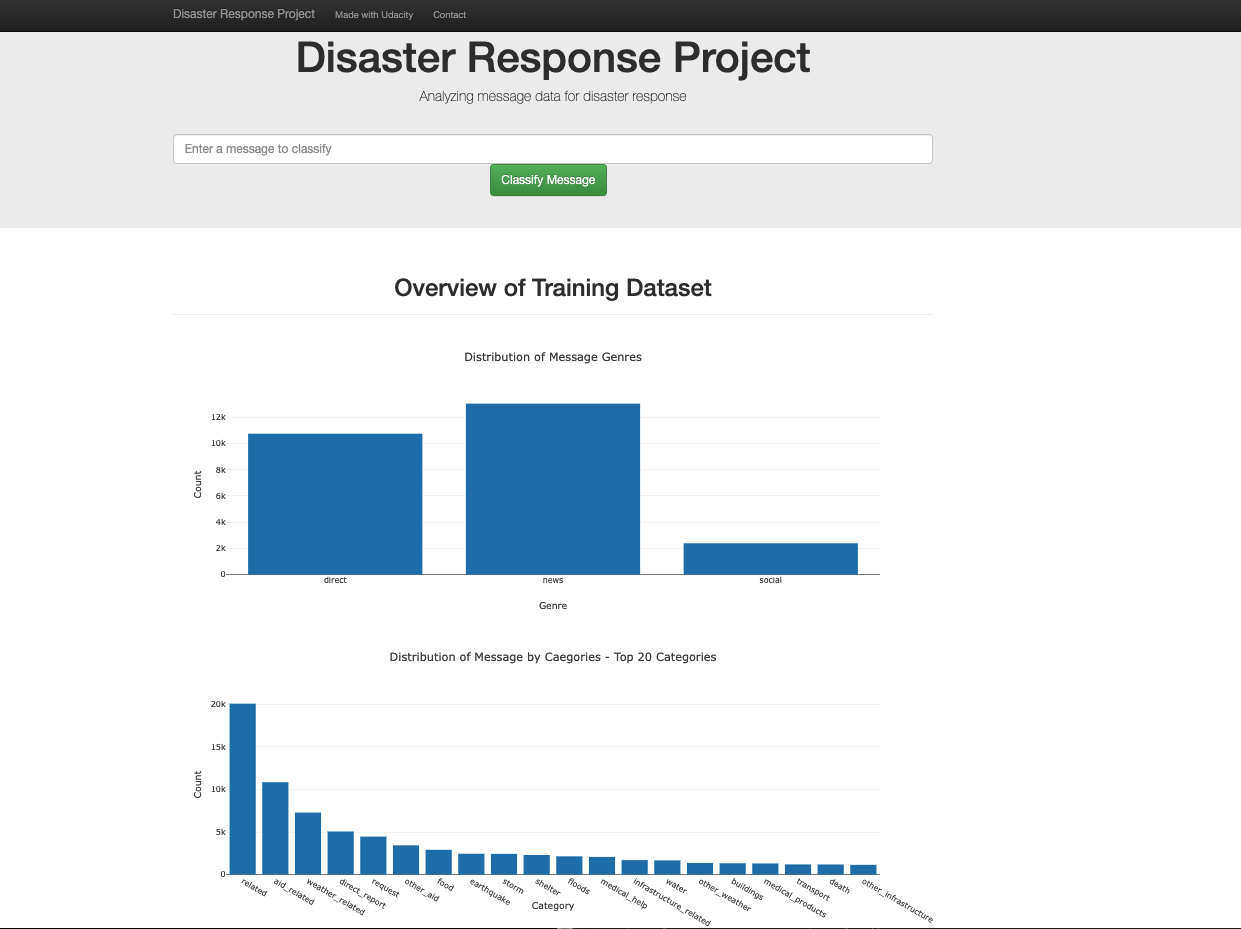 Disaster Response Project Made with Udacity Contact
Disaster Response Project
Analyzing message data for disaster response
Enter a message to classify
Classify Message
Overview of Training Dataset
Distribution of Message Genres
12k
10k
8k
6k
4k
2k
0
Count
direct news social
Genre
Distribution of Message by Caegories - Top 20 Categories
20k
15k
10k
5k
0
Count
related aid_related weather_related direct_report request other_aid food earthquake storm shelter floods medical_help infrastructure_related water other_weather buildings medical_products transport death other_infrastructure
Category